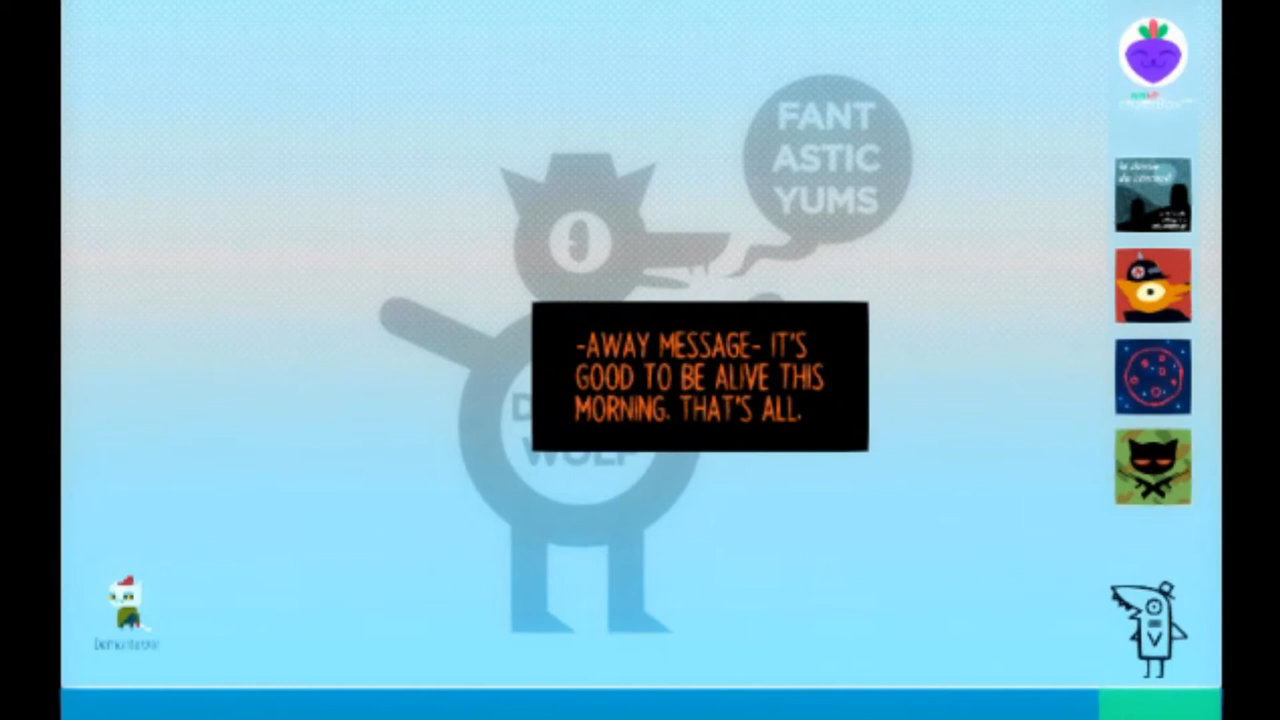 FANT
ASTIC
YUMS
-AWAY MESSAGE- IT'S
GOOD TO BE ALIVE THIS
MORNING. THAT'S ALL.